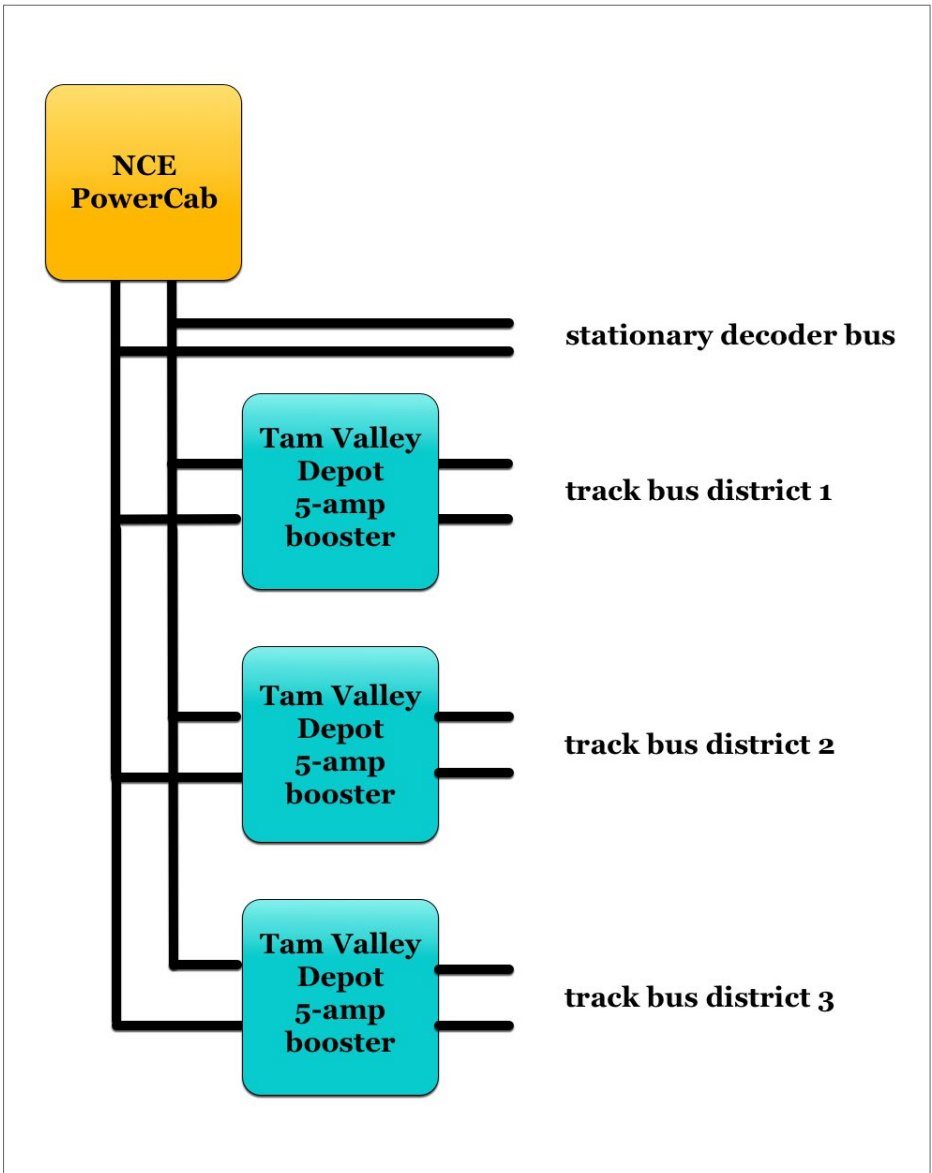 NCE
PowerCab
stationary decoder bus
Tam Valley
Depot
5-amp
booster
track bus district 1
Tam Valley
Depot
5-amp
booster
track bus district 2
Tam Valley
Depot
5-amp
booster
track bus district 3